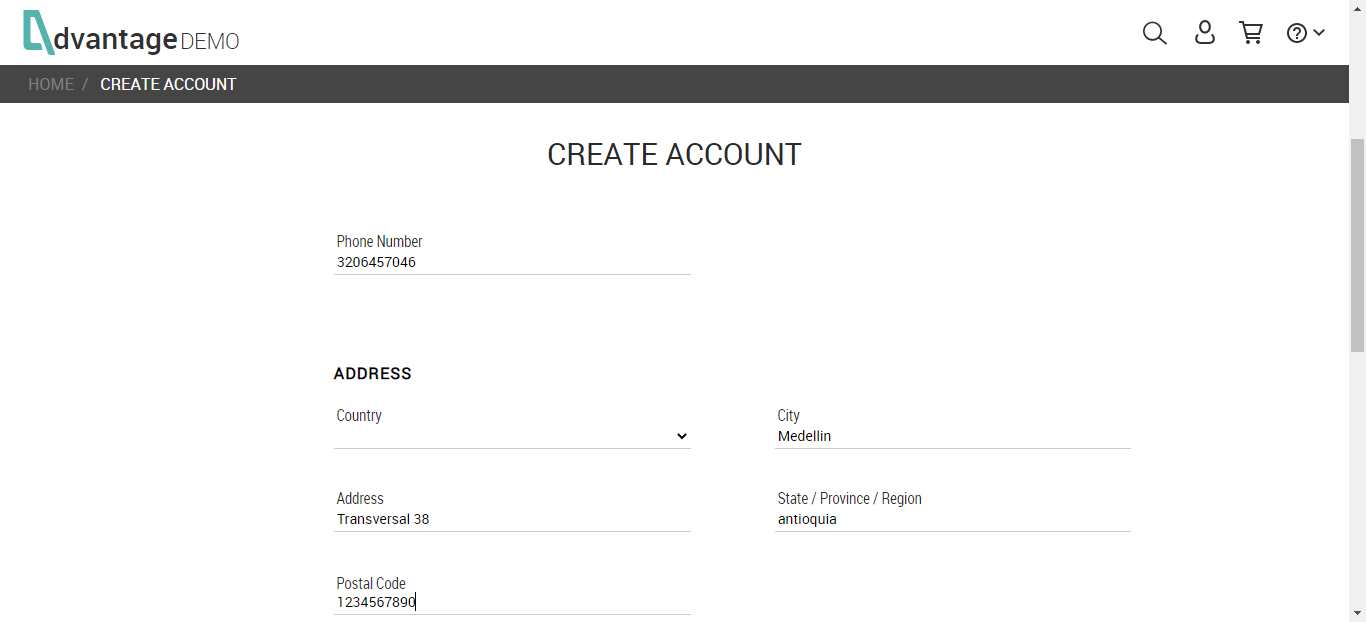 dvantage DEMO
HOME / CREATE ACCOUNT
CREATE ACCOUNT
Phone Number
3206457046
ADDRESS
Country
City
Medellin
Address
Transversal 38
State / Province / Region
antioquia
Postal Code
1234567890